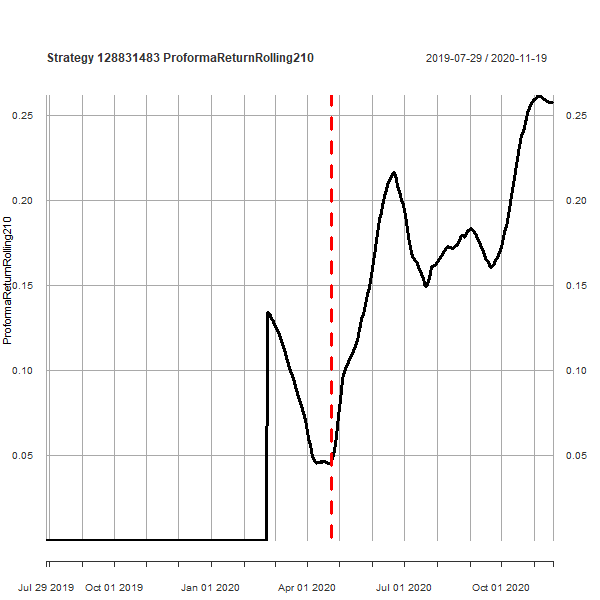 Strategy 128831483 ProformaReturnRolling210
2019-07-29 / 2020-11-19
ProformaReturnRolling210
0.25 0.25
0.20 0.20
0.15 0.15
0.10 0.10
0.05 0.05
Jul 29 2019 Oct 01 2019 Jan 01 2020 Apr 01 2020 Jul 01 2020 Oct 01 2020